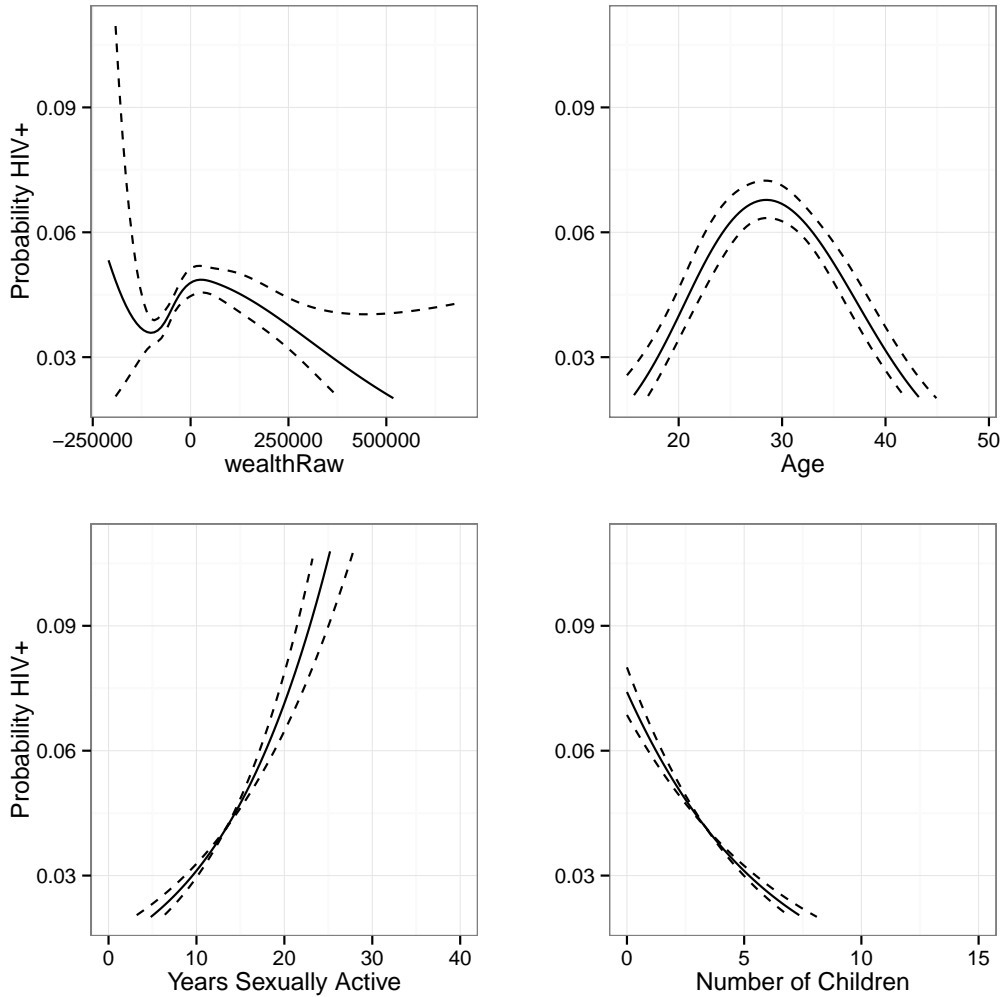 Probability HIV+
0.09
0.06
0.03
−250000 0 250000 500000
wealthRaw
0.09
0.06
0.03
20 30 40 50
Age
Probability HIV+
0.09
0.06
0.03
0 10 20 30 40
Years Sexually Active
0.09
0.06
0.03
0 5 10 15
Number of Children